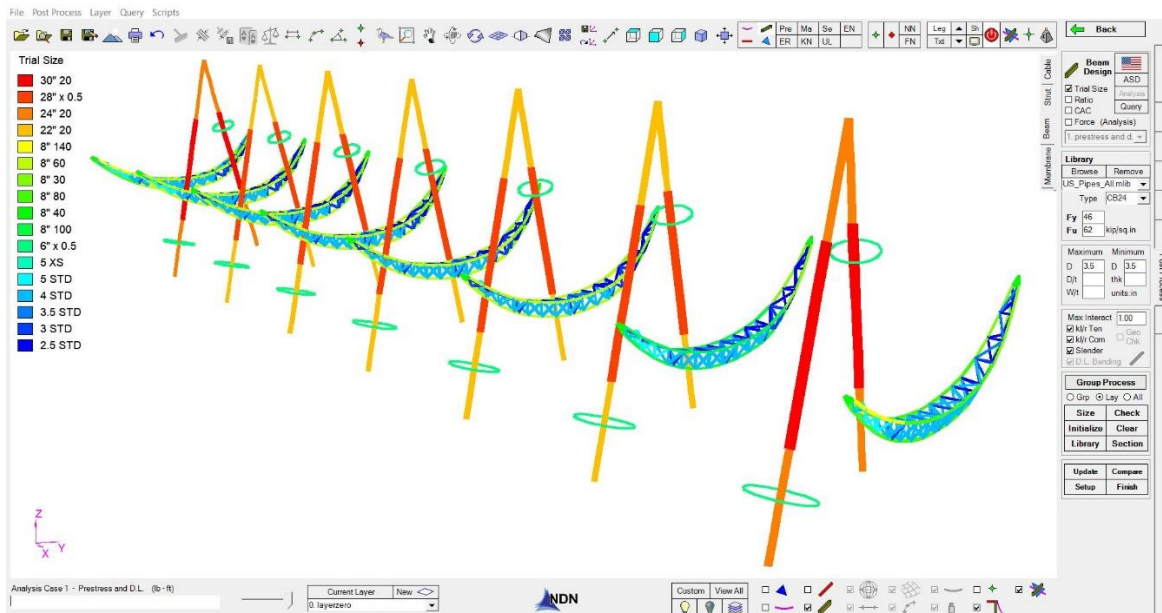 File Post Process Layer Query Scripts
Pre Ma Se EN
ER KN UL
NN
FN
Leg Sh
Txt
Back
Trial Size
30" 20
28" x 0.5
24" 20
22" 20
8" 140
8" 60
8" 30
8" 80
8" 40
8" 100
6" x 0.5
5 XS
5 STD
4 STD
3.5 STD
3 STD
2.5 STD
Membrane Beam Strut Cable
Beam
Design
ASD
Trial Size
Analysis
Ratio
CAC
Query
Force (Analysis)
1. prestress and d.
Library
Browse Remove
US_Pipes_All.mlib
Type CB24
Fy 46
Fu 62 kip/sq.in
Maximum Minimum
D 3.5 D 3.5
D/t thk
W/t units:in
Max Interact 1.00
kl/r Ten
Geo
kl/r Com
Chk
Slender
D.L. Bending
Group Process
Grp Lay All
Size Check
Initialize Clear
Library Section
Update Compare
Setup Finish
Z
X Y
Analysis Case 1 - Prestress and D.L. (lb-ft)
Current Layer New
0. layerzero
NDN
Custom View All